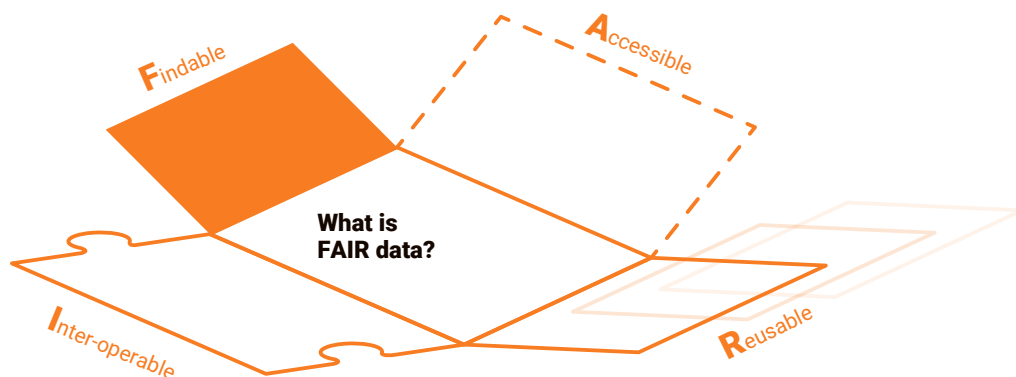 Findable
Accessible
What is
FAIR data?
Inter-operable
Reusable